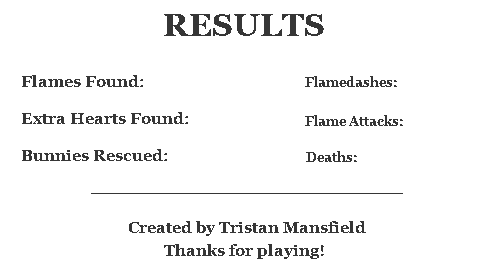 RESULTS
Flames Found:
Flamedashes:
Extra Hearts Found:
Flame Attacks:
Bunnies Rescued:
Deaths:
Created by Tristan Mansfield
Thanks for playing!